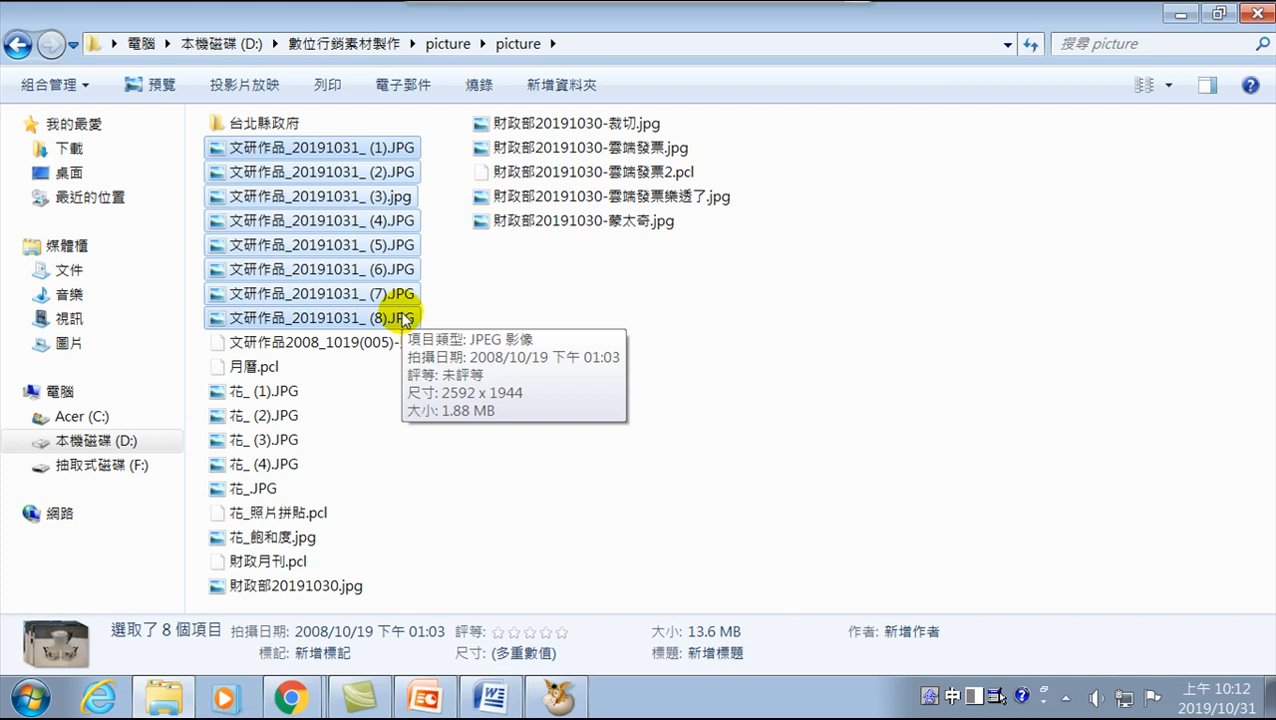 電腦 ▸ 本機磁碟 (D:) ▸ 數位行銷素材製作 ▸ picture ▸ picture ▸
搜尋 picture
組合管理 預覽 投影片放映 列印 電子郵件 燒錄 新增資料夾
我的最愛
下載
桌面
最近的位置
媒體櫃
文件
音樂
視訊
圖片
電腦
Acer (C:)
本機磁碟 (D:)
抽取式磁碟 (F:)
網路
台北縣政府
文研作品_20191031_ (1).JPG
文研作品_20191031_ (2).JPG
文研作品_20191031_ (3).jpg
文研作品_20191031_ (4).JPG
文研作品_20191031_ (5).JPG
文研作品_20191031_ (6).JPG
文研作品_20191031_ (7).JPG
文研作品_20191031_ (8).JPG
文研作品2008_1019(005)-
月曆.pcl
花_ (1).JPG
花_ (2).JPG
花_ (3).JPG
花_ (4).JPG
花_.JPG
花_照片拼貼.pcl
花_飽和度.jpg
財政月刊.pcl
財政部20191030.jpg
財政部20191030-裁切.jpg
財政部20191030-雲端發票.jpg
財政部20191030-雲端發票2.pcl
財政部20191030-雲端發票樂透了.jpg
財政部20191030-蒙太奇.jpg
項目類型: JPEG 影像
拍攝日期: 2008/10/19 下午 01:03
評等: 未評等
尺寸: 2592 x 1944
大小: 1.88 MB
選取了 8 個項目 拍攝日期: 2008/10/19 下午 01:03 評等: 大小: 13.6 MB 作者: 新增作者
標記: 新增標記 尺寸: (多重數值) 標題: 新增標題
中
上午 10:12
2019/10/31